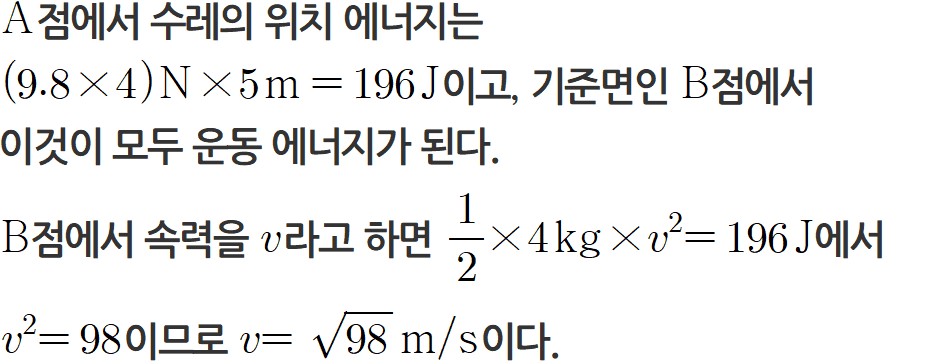 A점에서 수레의 위치 에너지는
(9.8×4)N×5m=196J이고, 기준면인 B점에서
이것이 모두 운동 에너지가 된다.
B점에서 속력을 v라고 하면 1/2×4kg×v²=196J에서
v²=98이므로 v=√98 m/s이다.